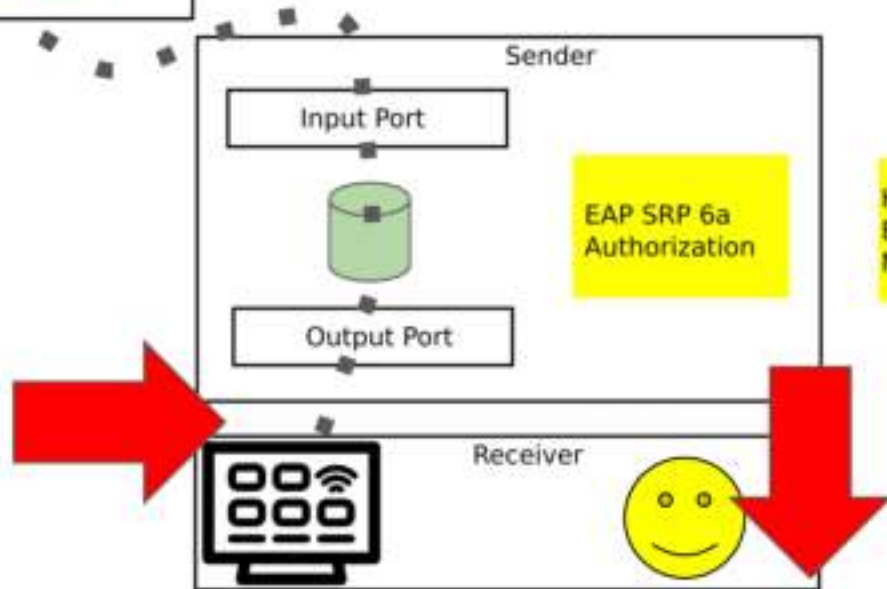 Sender
Input Port
EAP SRP 6a
Authorization
Output Port
Receiver